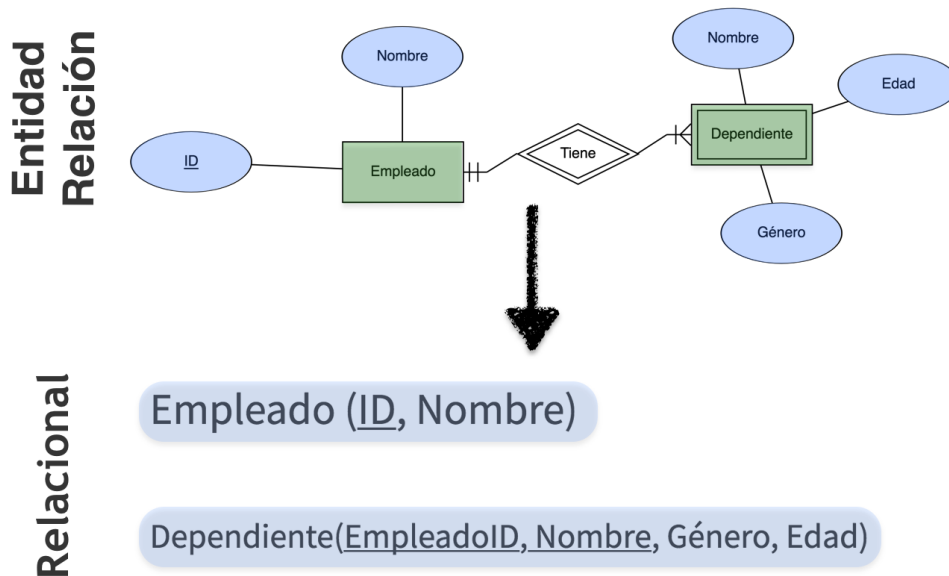 Entidad
Relación
ID
Nombre
Empleado
Tiene
Nombre
Edad
Dependiente
Género
Relacional
Empleado (ID, Nombre)
Dependiente(EmpleadoID, Nombre, Género, Edad)